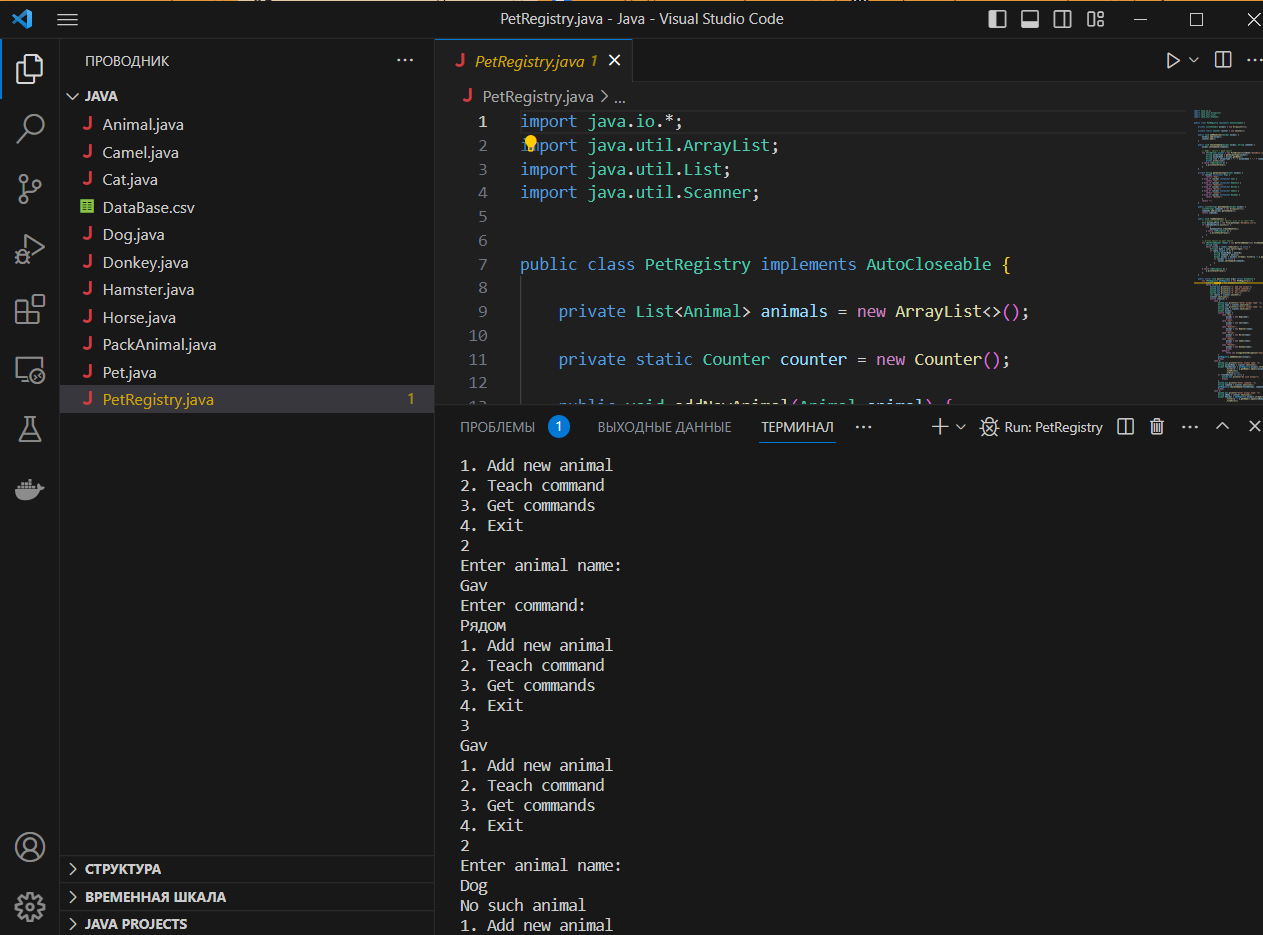 PetRegistry.java - Java - Visual Studio Code
ПРОВОДНИК
JAVA
Animal.java
Camel.java
Cat.java
DataBase.csv
Dog.java
Donkey.java
Hamster.java
Horse.java
PackAnimal.java
Pet.java
PetRegistry.java 1
СТРУКТУРА
ВРЕМЕННАЯ ШКАЛА
JAVA PROJECTS
PetRegistry.java 1
PetRegistry.java > ...
1 import java.io.*;
2 import java.util.ArrayList;
3 import java.util.List;
4 import java.util.Scanner;
5
6
7 public class PetRegistry implements AutoCloseable {
8
9 private List<Animal> animals = new ArrayList<>();
10
11 private static Counter counter = new Counter();
12
13 public void addNewAnimal(Animal animal) {
ПРОБЛЕМЫ 1 ВЫХОДНЫЕ ДАННЫЕ ТЕРМИНАЛ Run: PetRegistry
1. Add new animal
2. Teach command
3. Get commands
4. Exit
2
Enter animal name:
Gav
Enter command:
Рядом
1. Add new animal
2. Teach command
3. Get commands
4. Exit
3
Gav
1. Add new animal
2. Teach command
3. Get commands
4. Exit
2
Enter animal name:
Dog
No such animal
1. Add new animal